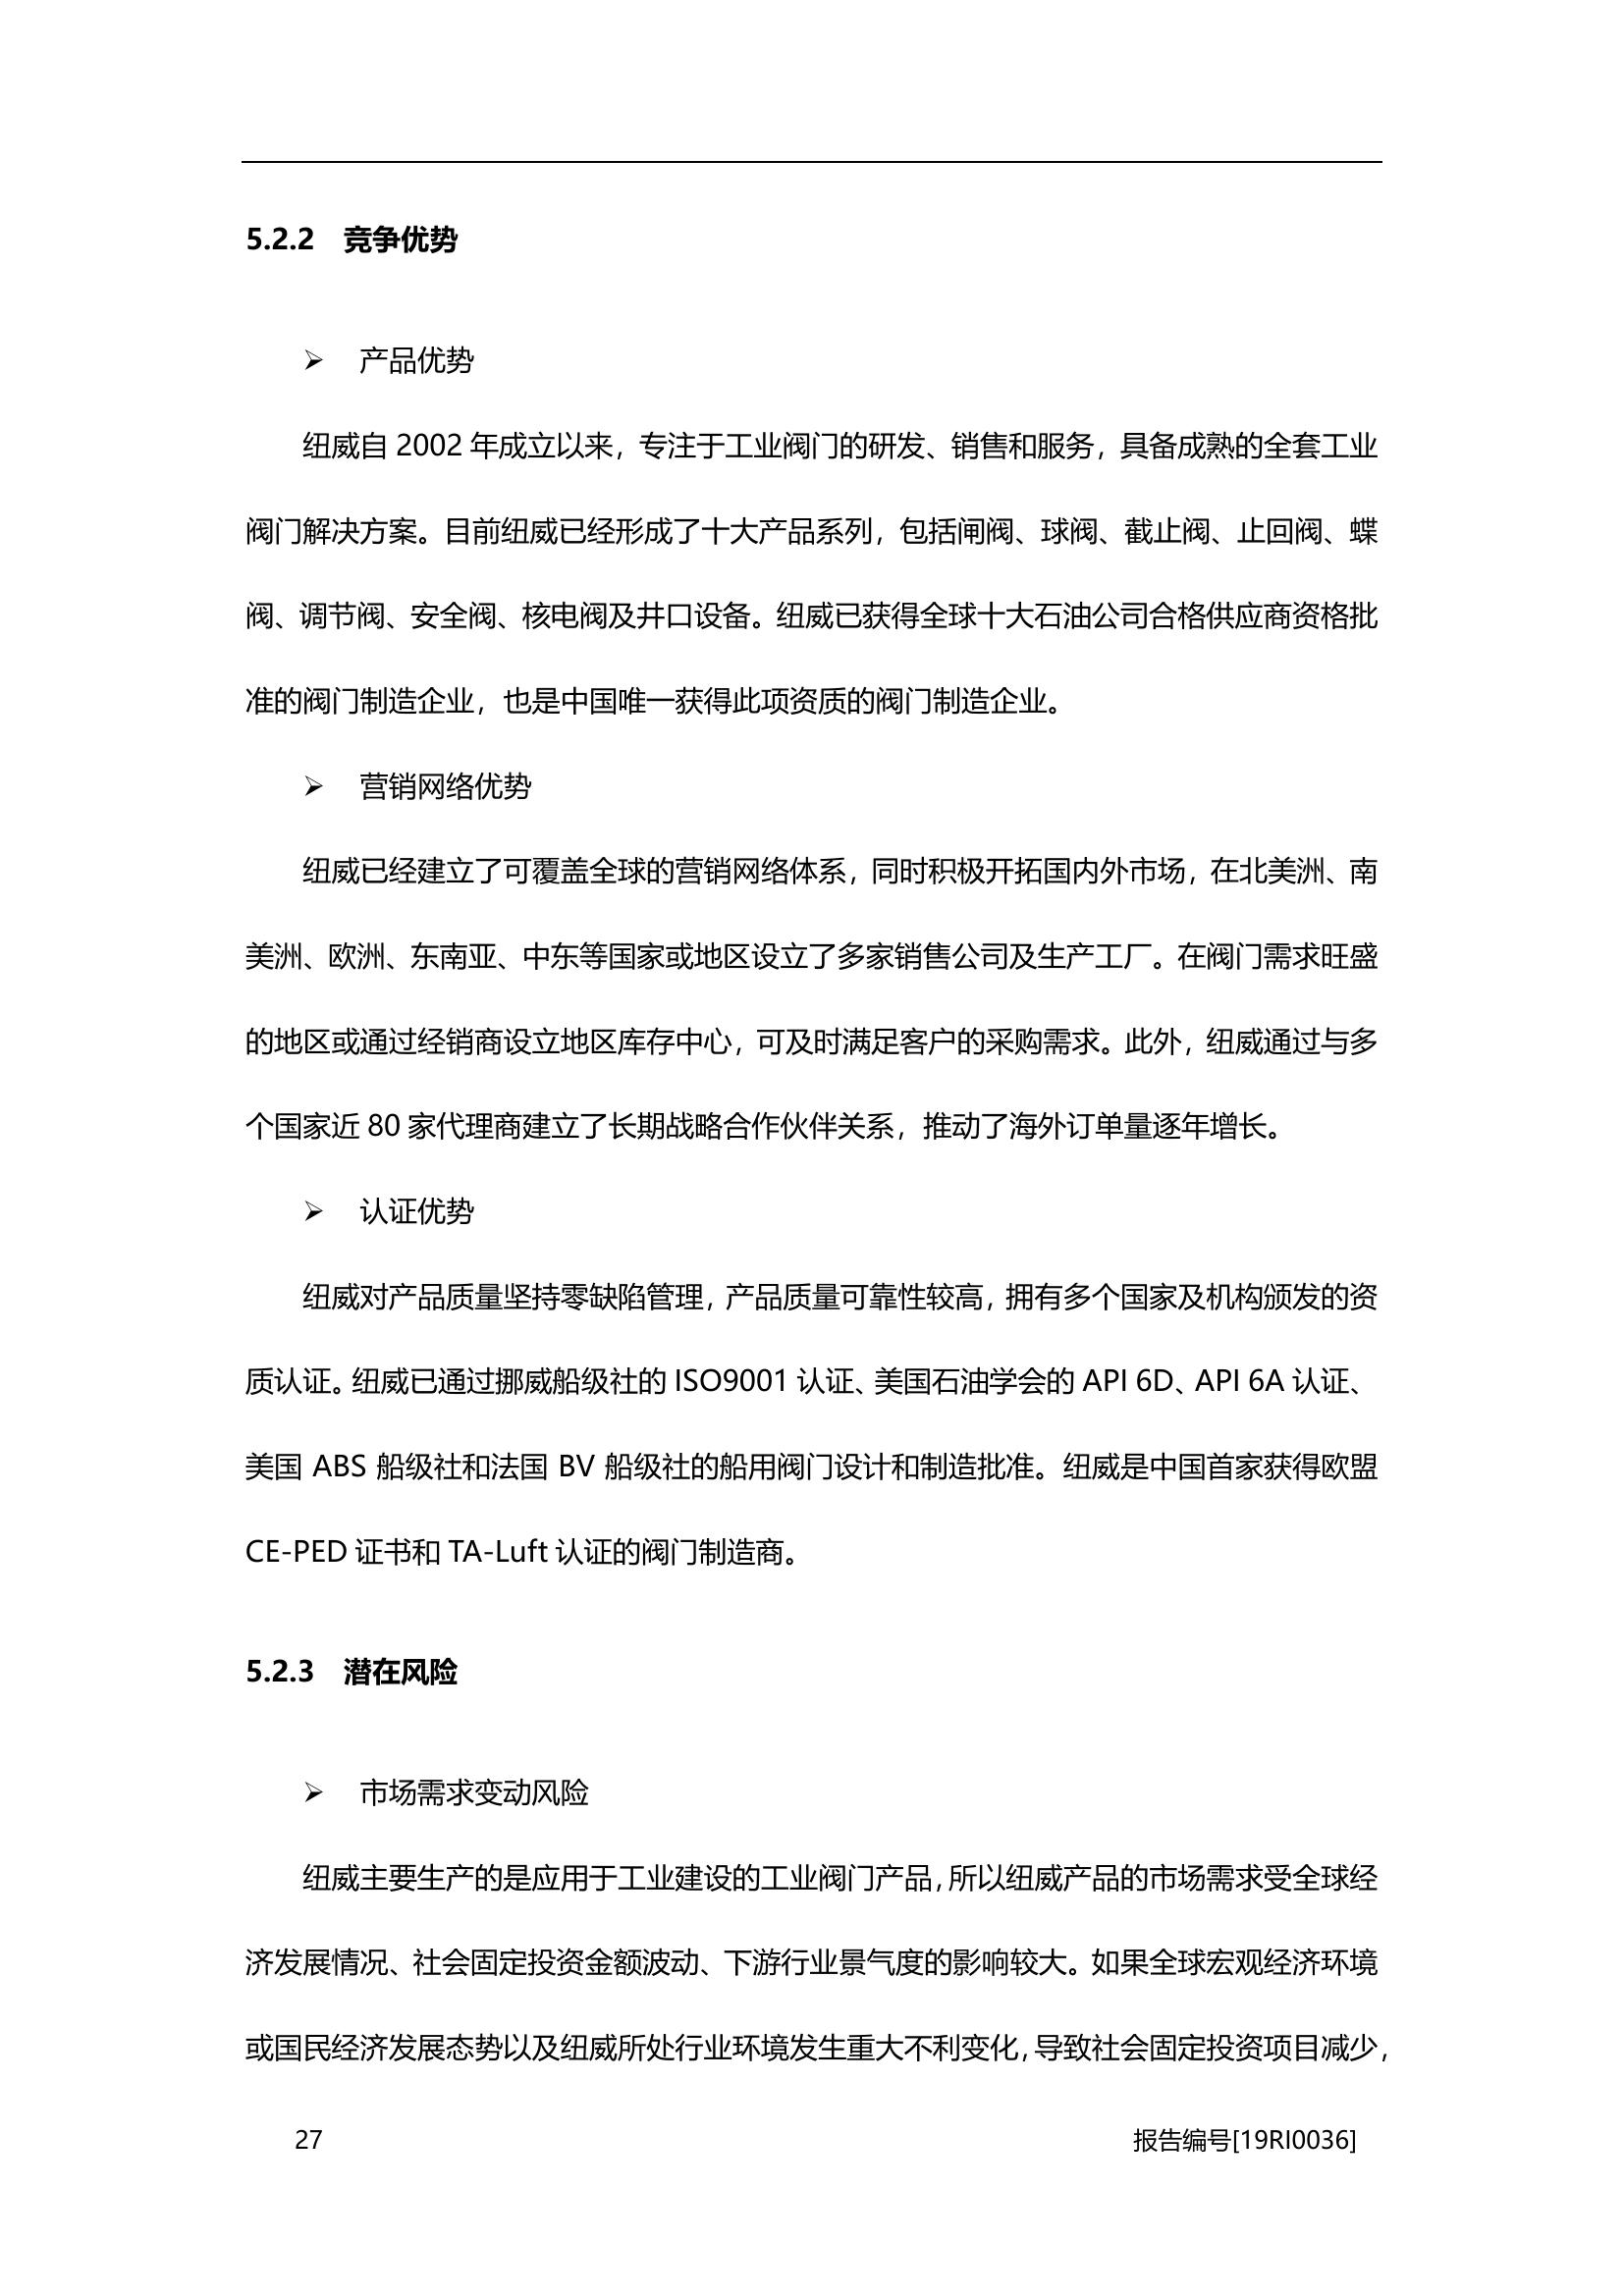 5.2.2 竞争优势
➢ 产品优势
纽威自 2002 年成立以来，专注于工业阀门的研发、销售和服务，具备成熟的全套工业
阀门解决方案。目前纽威已经形成了十大产品系列，包括闸阀、球阀、截止阀、止回阀、蝶
阀、调节阀、安全阀、核电阀及井口设备。纽威已获得全球十大石油公司合格供应商资格批
准的阀门制造企业，也是中国唯一获得此项资质的阀门制造企业。
➢ 营销网络优势
纽威已经建立了可覆盖全球的营销网络体系，同时积极开拓国内外市场，在北美洲、南
美洲、欧洲、东南亚、中东等国家或地区设立了多家销售公司及生产工厂。在阀门需求旺盛
的地区或通过经销商设立地区库存中心，可及时满足客户的采购需求。此外，纽威通过与多
个国家近 80 家代理商建立了长期战略合作伙伴关系，推动了海外订单量逐年增长。
➢ 认证优势
纽威对产品质量坚持零缺陷管理，产品质量可靠性较高，拥有多个国家及机构颁发的资
质认证。纽威已通过挪威船级社的 ISO9001 认证、美国石油学会的 API 6D、API 6A 认证、
美国 ABS 船级社和法国 BV 船级社的船用阀门设计和制造批准。纽威是中国首家获得欧盟
CE-PED 证书和 TA-Luft 认证的阀门制造商。
5.2.3 潜在风险
➢ 市场需求变动风险
纽威主要生产的是应用于工业建设的工业阀门产品，所以纽威产品的市场需求受全球经
济发展情况、社会固定投资金额波动、下游行业景气度的影响较大。如果全球宏观经济环境
或国民经济发展态势以及纽威所处行业环境发生重大不利变化，导致社会固定投资项目减少，
27 报告编号[19RI0036]